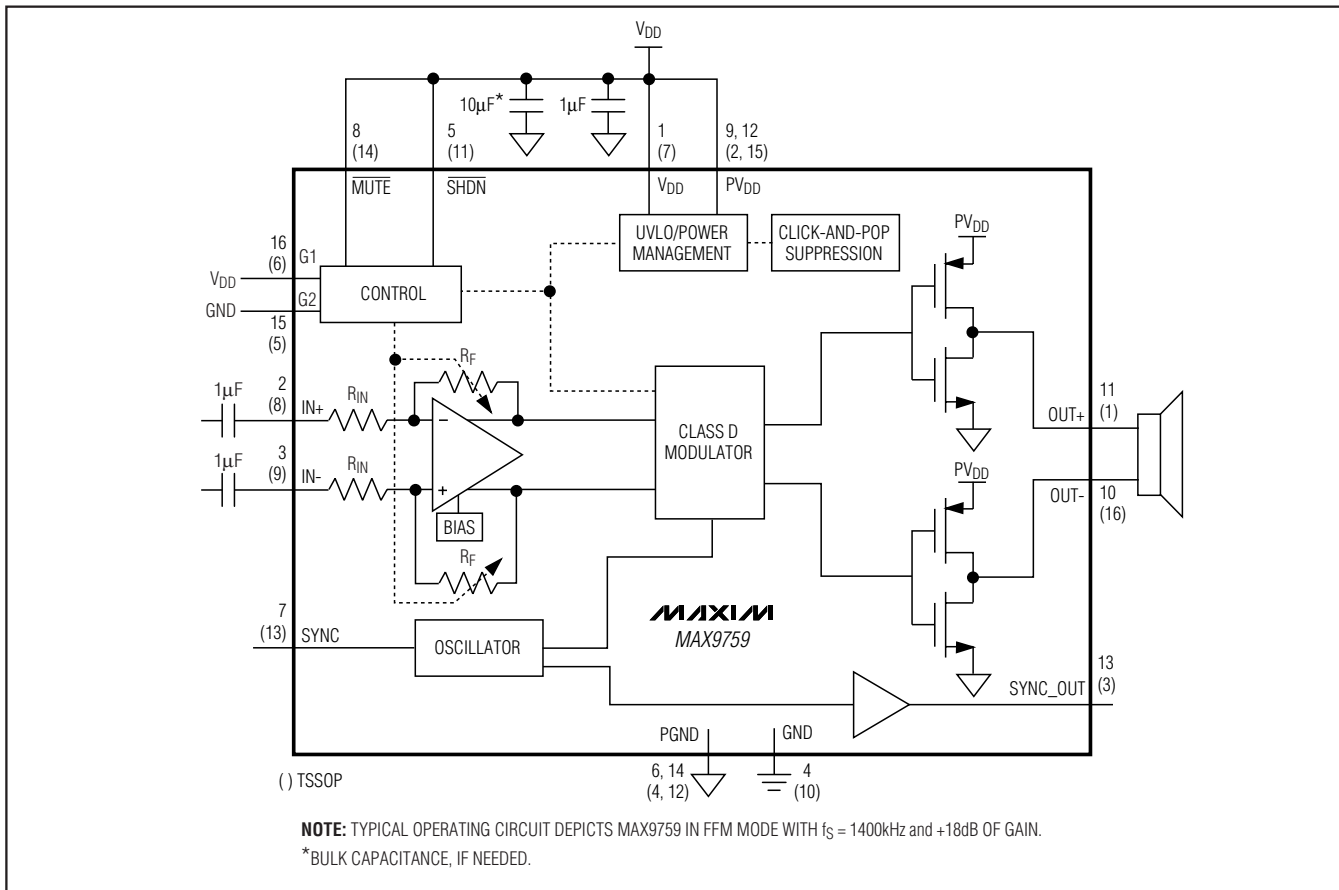 VDD
10µF*
1µF
8
(14)
5
(11)
1
(7)
9, 12
(2, 15)
MUTE
SHDN
VDD
PVDD
UVLO/POWER
MANAGEMENT
CLICK-AND-POP
SUPPRESSION
PVDD
16
(6)
G1
VDD
CONTROL
G2
GND
15
(5)
RF
1µF
2
(8)
IN+
RIN
−
CLASS D
MODULATOR
OUT+
11
(1)
1µF
3
(9)
IN-
RIN
+
BIAS
RF
PVDD
OUT-
10
(16)
7
(13)
SYNC
OSCILLATOR
MAXIM
MAX9759
SYNC_OUT
13
(3)
PGND
GND
6, 14
(4, 12)
4
(10)
( ) TSSOP
NOTE: TYPICAL OPERATING CIRCUIT DEPICTS MAX9759 IN FFM MODE WITH fS = 1400kHz and +18dB OF GAIN.
*BULK CAPACITANCE, IF NEEDED.